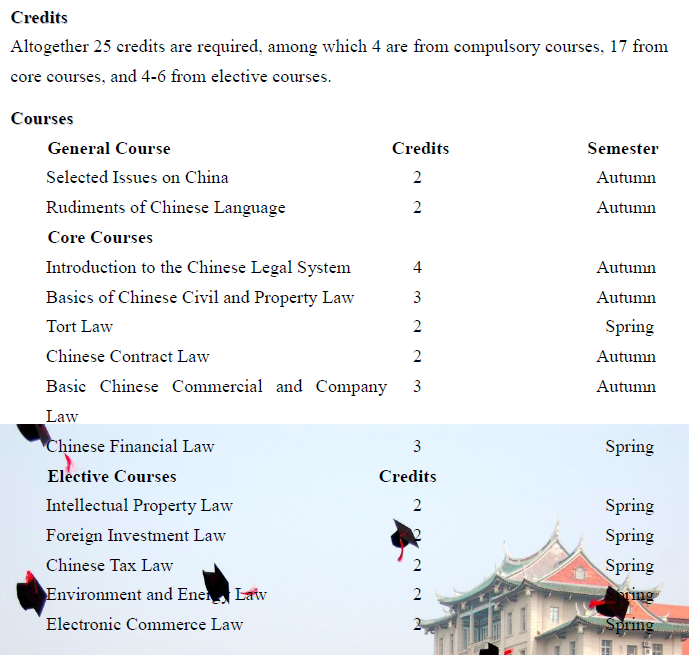 Credits
Altogether 25 credits are required, among which 4 are from compulsory courses, 17 from
core courses, and 4-6 from elective courses.
Courses
General Course Credits Semester
Selected Issues on China 2 Autumn
Rudiments of Chinese Language 2 Autumn
Core Courses
Introduction to the Chinese Legal System 4 Autumn
Basics of Chinese Civil and Property Law 3 Autumn
Tort Law 2 Spring
Chinese Contract Law 2 Autumn
Basic Chinese Commercial and Company 3 Autumn
Law
Chinese Financial Law 3 Spring
Elective Courses Credits
Intellectual Property Law 2 Spring
Foreign Investment Law 2 Spring
Chinese Tax Law 2 Spring
Environment and Energy Law 2 Spring
Electronic Commerce Law 2 Spring